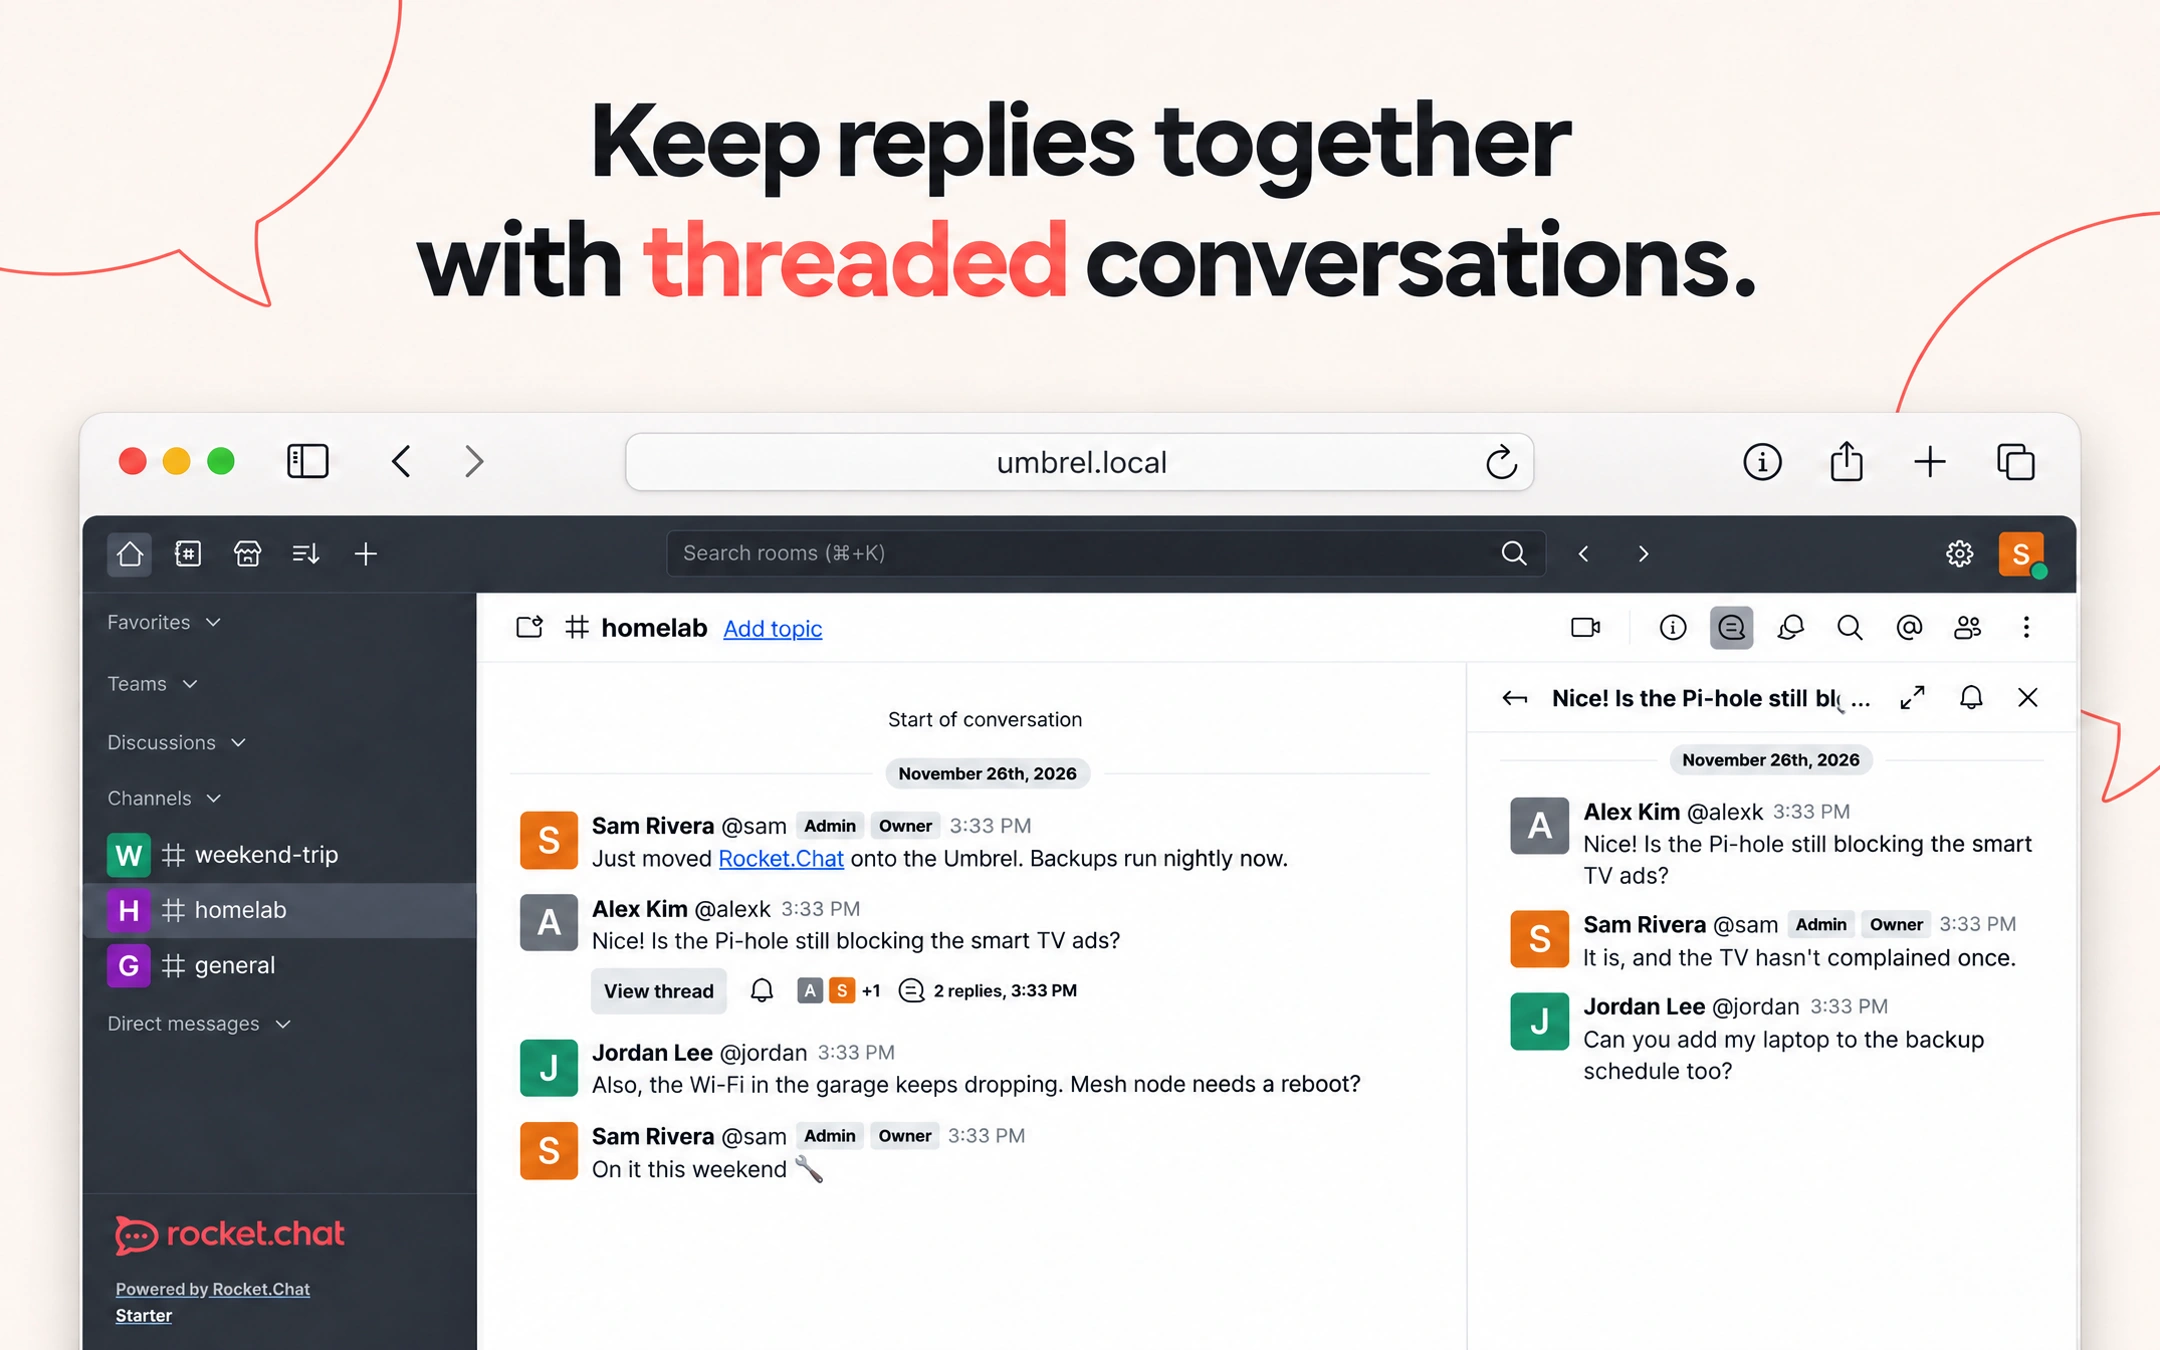 Keep replies together
with threaded conversations.
umbrel.local
Search rooms (⌘+K)
S
Favorites
Teams
Discussions
Channels
W # weekend-trip
H # homelab
G # general
Direct messages
rocket.chat
Powered by Rocket.Chat
Starter
# homelab Add topic
Start of conversation
November 26th, 2026
S Sam Rivera @sam Admin Owner 3:33 PM
Just moved Rocket.Chat onto the Umbrel. Backups run nightly now.
A Alex Kim @alexk 3:33 PM
Nice! Is the Pi-hole still blocking the smart TV ads?
View thread A S +1 2 replies, 3:33 PM
J Jordan Lee @jordan 3:33 PM
Also, the Wi-Fi in the garage keeps dropping. Mesh node needs a reboot?
S Sam Rivera @sam Admin Owner 3:33 PM
On it this weekend 🔧
Nice! Is the Pi-hole still bl ...
November 26th, 2026
A Alex Kim @alexk 3:33 PM
Nice! Is the Pi-hole still blocking the smart
TV ads?
S Sam Rivera @sam Admin Owner 3:33 PM
It is, and the TV hasn't complained once.
J Jordan Lee @jordan 3:33 PM
Can you add my laptop to the backup
schedule too?